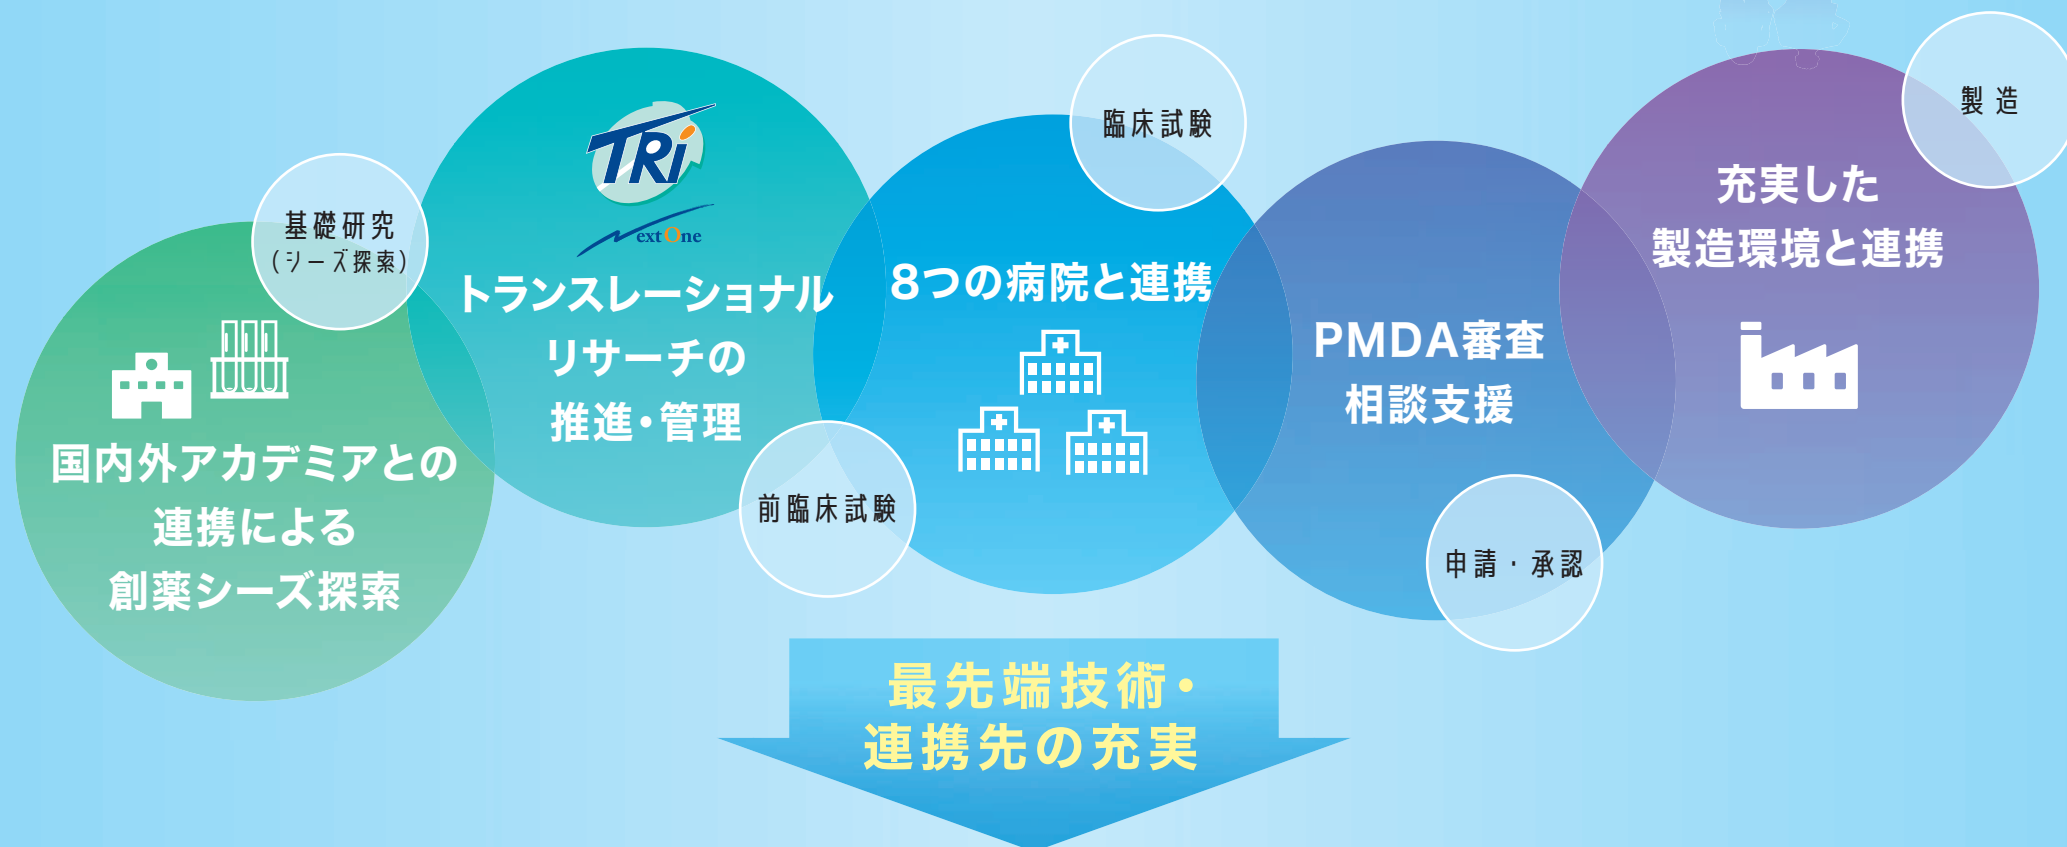 基礎研究
(シーズ探索)
国内外アカデミアとの
連携による
創薬シーズ探索
TRi
NextOne
トランスレーショナル
リサーチの
推進・管理
前臨床試験
臨床試験
8つの病院と連携
PMDA審査
相談支援
申請・承認
製造
充実した
製造環境と連携
最先端技術・
連携先の充実